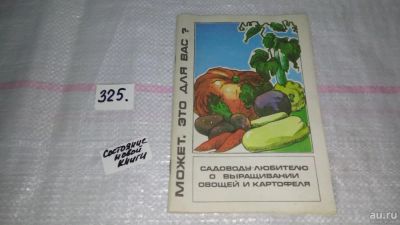 325.
СОСТОЯНИЕ
НОВОЙ
КНИГИ
МОЖЕТ, ЭТО ДЛЯ ВАС?
САДОВОДУ-ЛЮБИТЕЛЮ
О ВЫРАЩИВАНИИ
ОВОЩЕЙ И КАРТОФЕЛЯ
au.ru